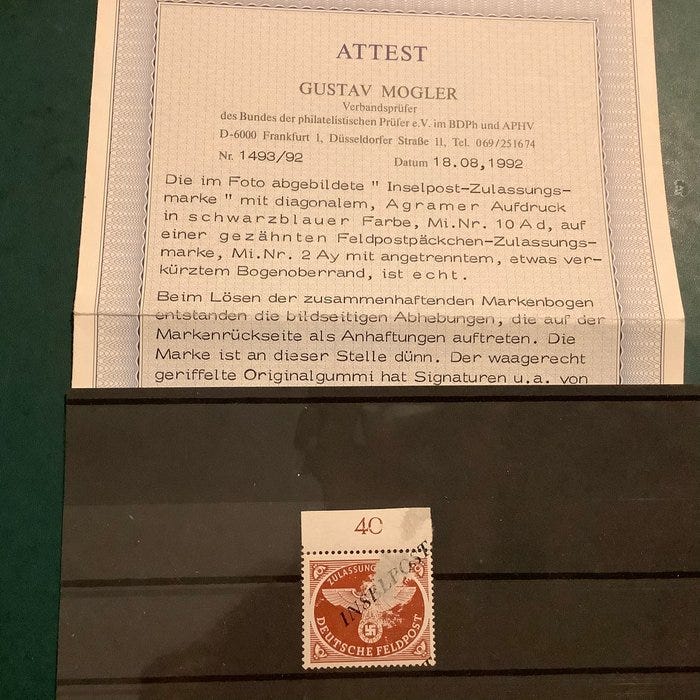 ATTEST
GUSTAV MOGLER
Verbandsprüfer
des Bundes der philatelistischen Prüfer e.V. im BDPh und APHV
D-6000 Frankfurt 1, Düsseldorfer Straße 11, Tel. 069/251674
Nr. 1493/92 Datum 18.08,1992
Die im Foto abgebildete " Inselpost-Zulassungs-
marke " mit diagonalem, Agramer Aufdruck
in schwarzblauer Farbe, Mi.Nr. 10 A d, auf
einer gezähnten Feldpostpäckchen-Zulassungs-
marke, Mi.Nr. 2 Ay mit angetrenntem, etwas ver-
kürztem Bogenoberrand, ist echt.
Beim Lösen der zusammenhaftenden Markenbogen
entstanden die bildseitigen Abhebungen, die auf der
Markenrückseite als Anhaftungen auftreten. Die
Marke ist an dieser Stelle dünn. Der waagerecht
geriffelte Originalgummi hat Signaturen u.a. von
40
ZULASSUNG
INSELPOST
DEUTSCHE FELDPOST